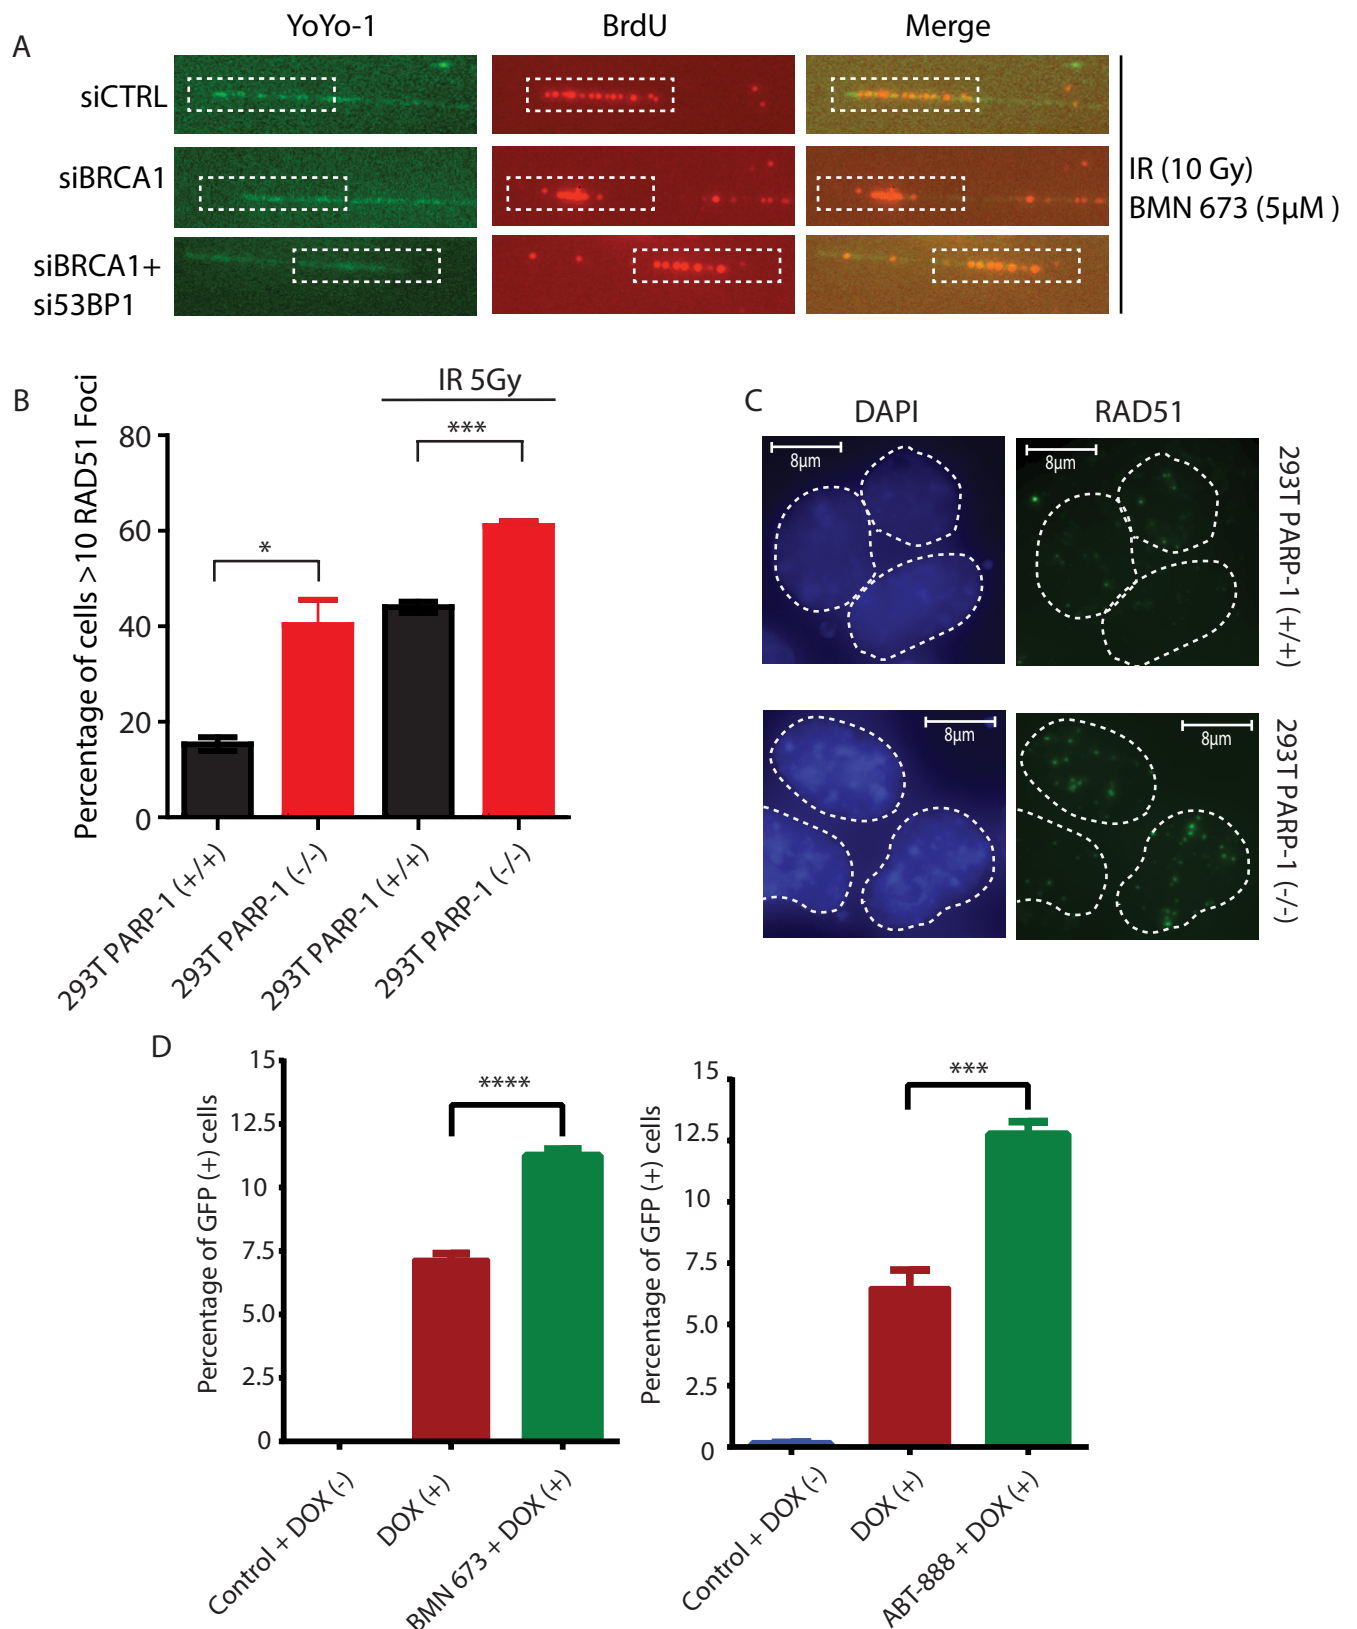 A
YoYo-1
BrdU
Merge
siCTRL
siBRCA1
siBRCA1+
si53BP1
IR (10 Gy)
BMN 673 (5μM )
B
Percentage of cells >10 RAD51 Foci
IR 5Gy
***
*
80
60
40
20
0
293T PARP-1 (+/+)
293T PARP-1 (-/-)
293T PARP-1 (+/+)
293T PARP-1 (-/-)
C
DAPI
RAD51
8μm
8μm
293T PARP-1 (+/+)
8μm
8μm
293T PARP-1 (-/-)
D
Percentage of GFP (+) cells
15
12.5
10
7.5
5.0
2.5
0
****
Control + DOX (-)
DOX (+)
BMN 673 + DOX (+)
Percentage of GFP (+) cells
15
12.5
10
7.5
5.0
2.5
0
***
Control + DOX (-)
DOX (+)
ABT-888 + DOX (+)